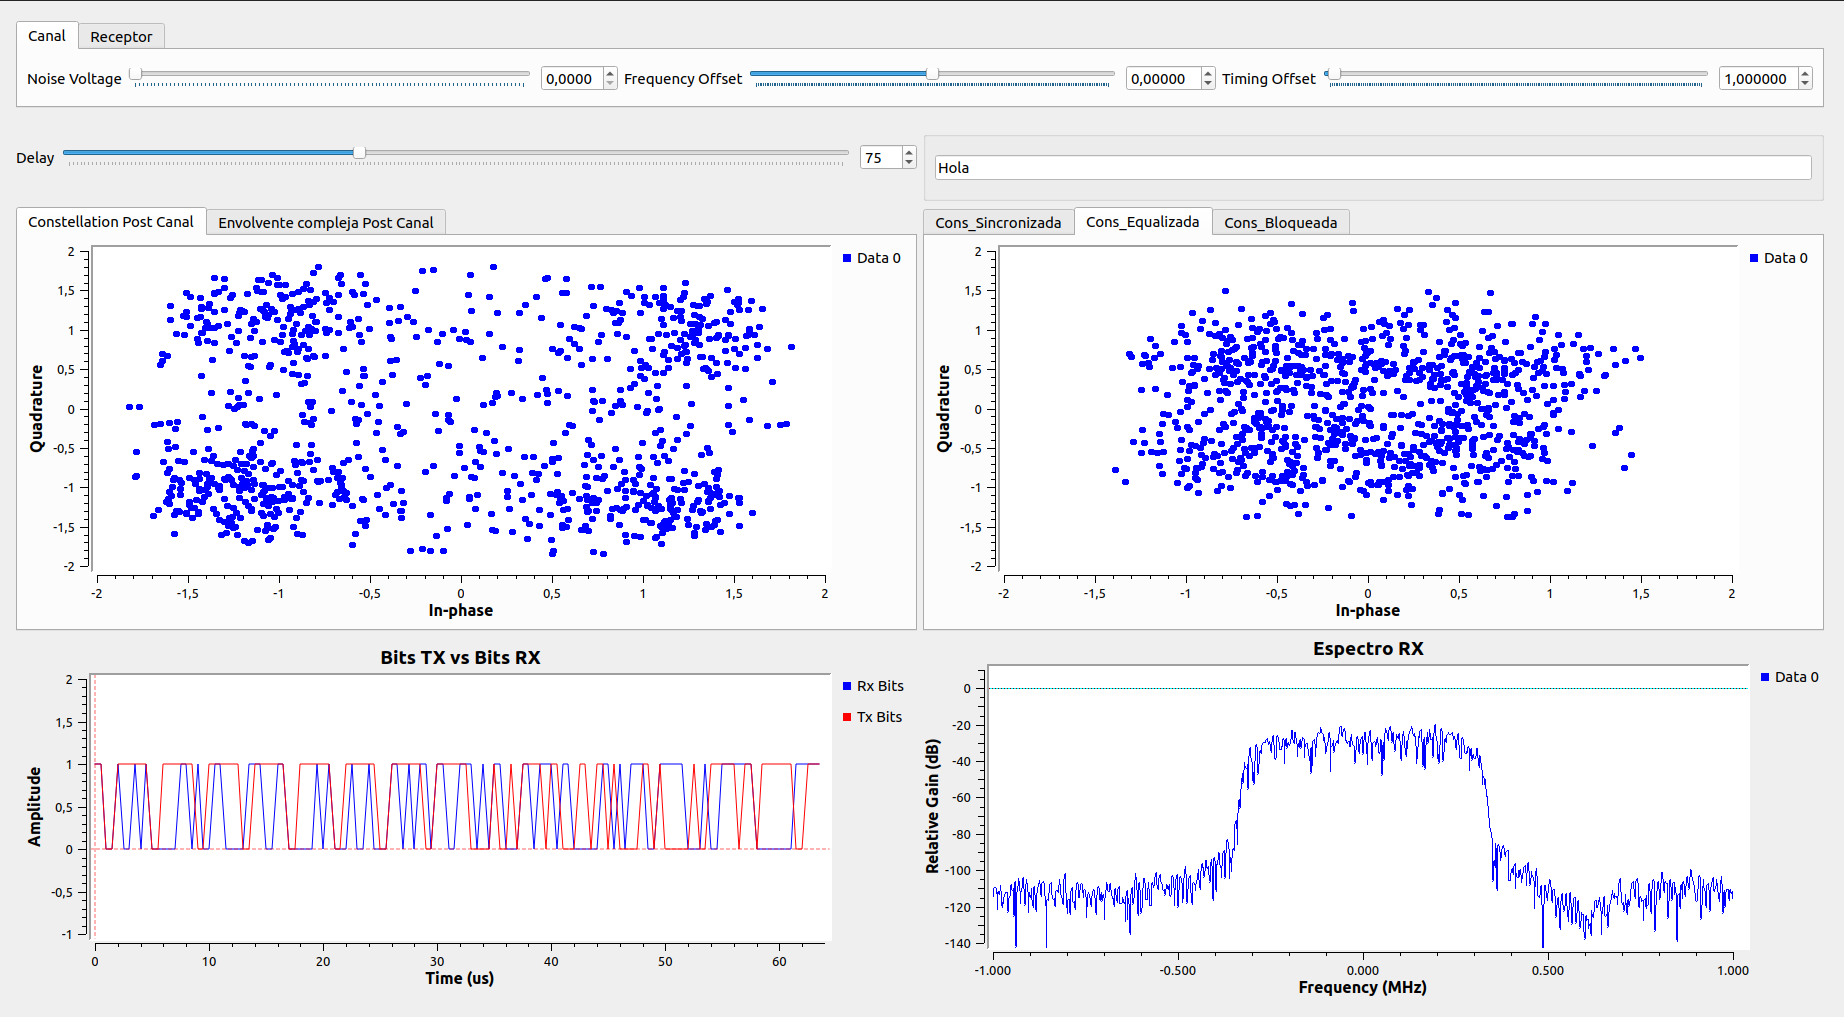 Canal Receptor
Noise Voltage 0,0000 Frequency Offset 0,00000 Timing Offset 1,000000
Delay 75
Hola
Constellation Post Canal Envolvente compleja Post Canal
Cons_Sincronizada Cons_Equalizada Cons_Bloqueada
2
1,5
1
0,5
0
-0,5
-1
-1,5
-2
Quadrature
-2 -1,5 -1 -0,5 0 0,5 1 1,5 2
In-phase
Data 0
2
1,5
1
0,5
0
-0,5
-1
-1,5
-2
Quadrature
-2 -1,5 -1 -0,5 0 0,5 1 1,5 2
In-phase
Data 0
Bits TX vs Bits RX
2
1,5
1
0,5
0
-0,5
-1
Amplitude
0 10 20 30 40 50 60
Time (us)
Rx Bits
Tx Bits
Espectro RX
0
-20
-40
-60
-80
-100
-120
-140
Relative Gain (dB)
-1.000 -0.500 0.000 0.500 1.000
Frequency (MHz)
Data 0